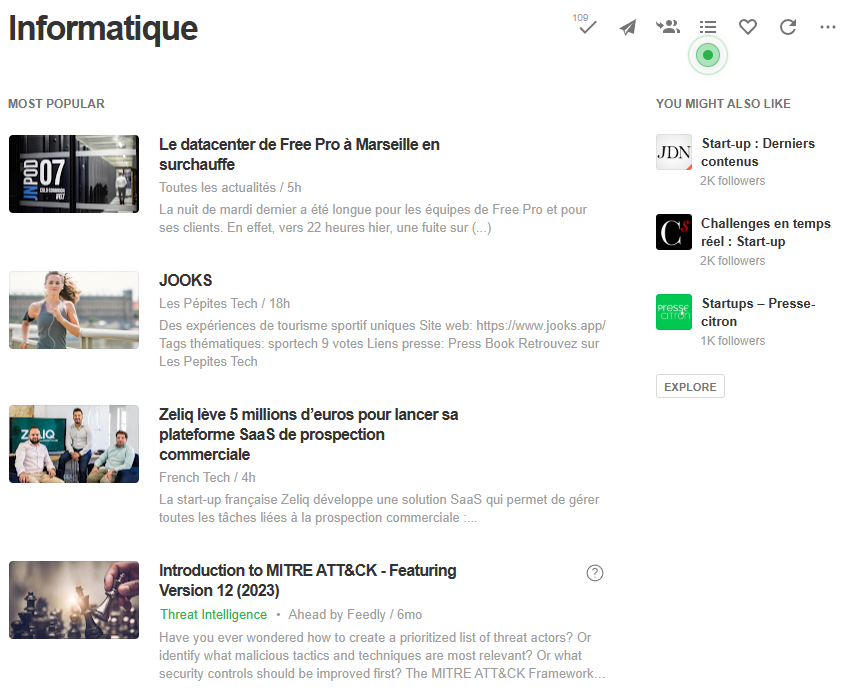 Informatique
109
MOST POPULAR
JNPOD
07
COLD CORRIDOR
#07
Le datacenter de Free Pro à Marseille en
surchauffe
Toutes les actualités / 5h
La nuit de mardi dernier a été longue pour les équipes de Free Pro et pour
ses clients. En effet, vers 22 heures hier, une fuite sur (...)
JOOKS
Les Pépites Tech / 18h
Des expériences de tourisme sportif uniques Site web: https://www.jooks.app/
Tags thématiques: sportech 9 votes Liens presse: Press Book Retrouvez sur
Les Pepites Tech
ZELIQ
Zeliq lève 5 millions d’euros pour lancer sa
plateforme SaaS de prospection
commerciale
French Tech / 4h
La start-up française Zeliq développe une solution SaaS qui permet de gérer
toutes les tâches liées à la prospection commerciale :...
Introduction to MITRE ATT&CK - Featuring
Version 12 (2023)
?
Threat Intelligence • Ahead by Feedly / 6mo
Have you ever wondered how to create a prioritized list of threat actors? Or
identify what malicious tactics and techniques are most relevant? Or what
security controls should be improved first? The MITRE ATT&CK Framework…
YOU MIGHT ALSO LIKE
JDN
Start-up : Derniers
contenus
2K followers
Cs
Challenges en temps
réel : Start-up
2K followers
PRESSE
CITRON
Startups – Presse-
citron
1K followers
EXPLORE